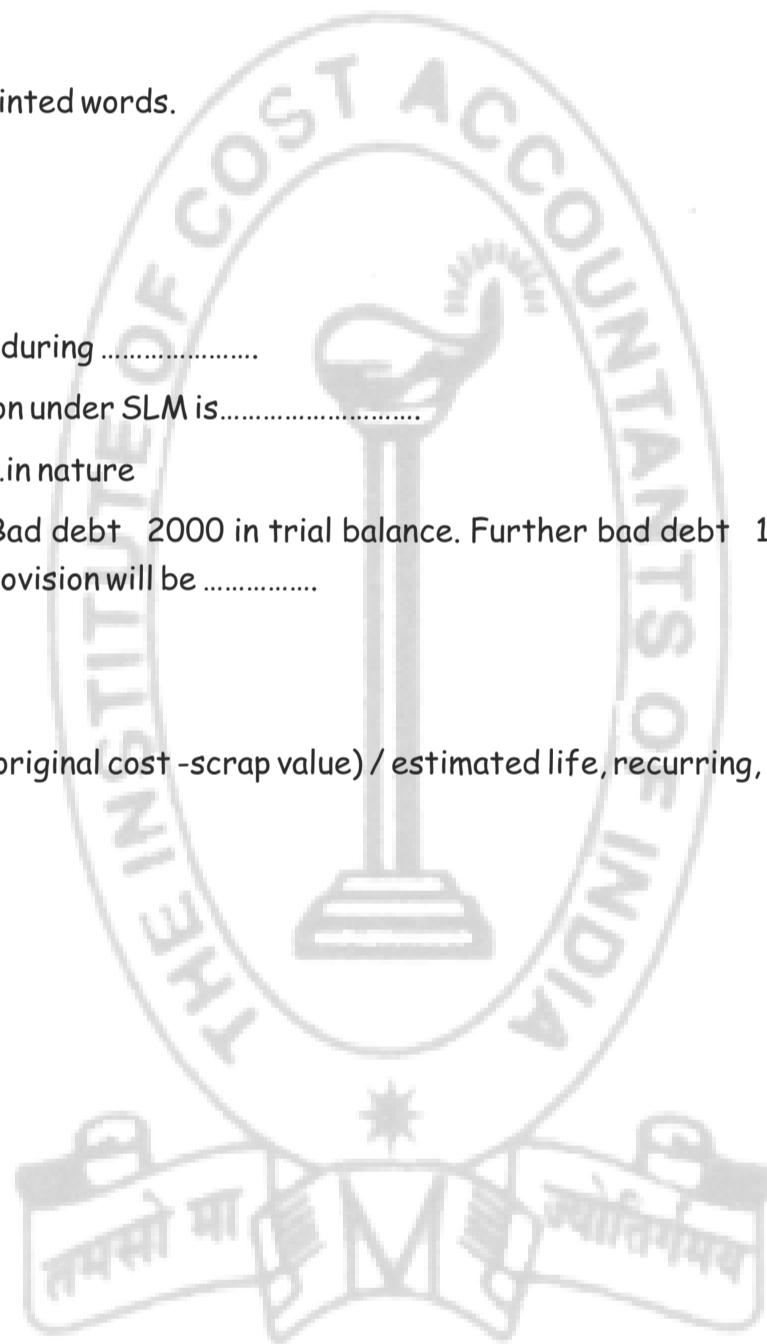 inted words.
during .....................
on under SLM is...........................
.in nature
Bad debt 2000 in trial balance. Further bad debt 1
ovision will be ...............
original cost -scrap value) / estimated life, recurring,
THE INSTITUTE OF COST ACCOUNTANTS OF INDIA
तमसो मा ज्योतिर्गमय